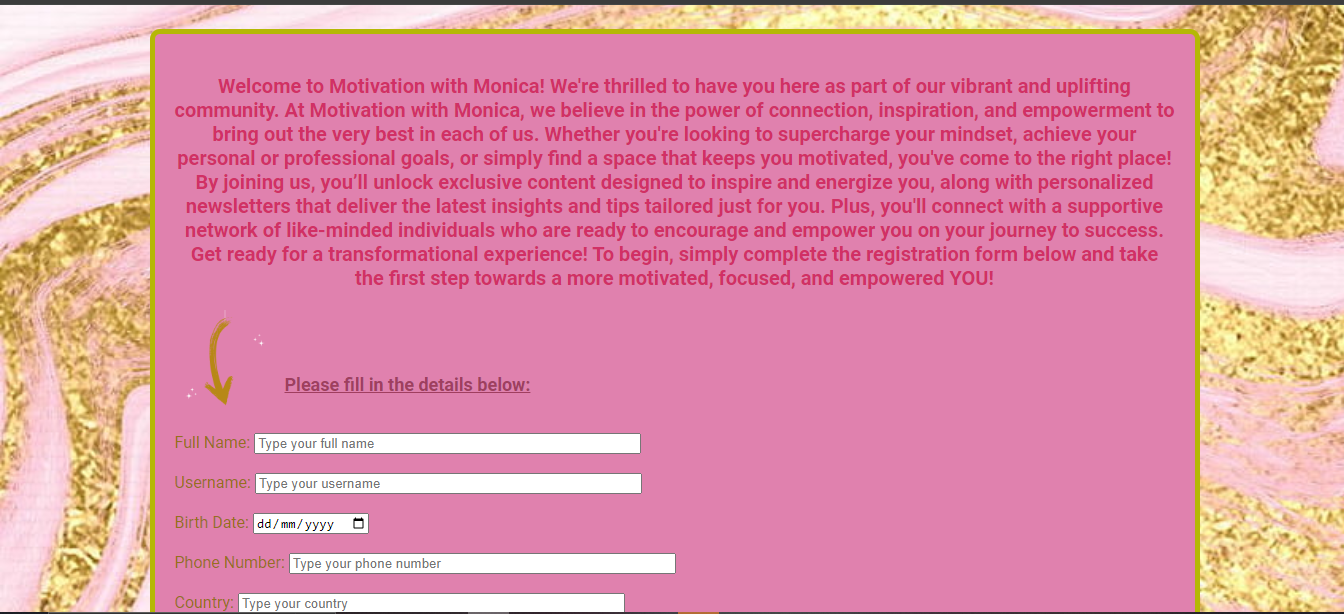 Welcome to Motivation with Monica! We're thrilled to have you here as part of our vibrant and uplifting
community. At Motivation with Monica, we believe in the power of connection, inspiration, and empowerment to
bring out the very best in each of us. Whether you're looking to supercharge your mindset, achieve your
personal or professional goals, or simply find a space that keeps you motivated, you've come to the right place!
By joining us, you’ll unlock exclusive content designed to inspire and energize you, along with personalized
newsletters that deliver the latest insights and tips tailored just for you. Plus, you'll connect with a supportive
network of like-minded individuals who are ready to encourage and empower you on your journey to success.
Get ready for a transformational experience! To begin, simply complete the registration form below and take
the first step towards a more motivated, focused, and empowered YOU!
Please fill in the details below:
Full Name: Type your full name
Username: Type your username
Birth Date: dd/mm/yyyy
Phone Number: Type your phone number
Country: Type your country